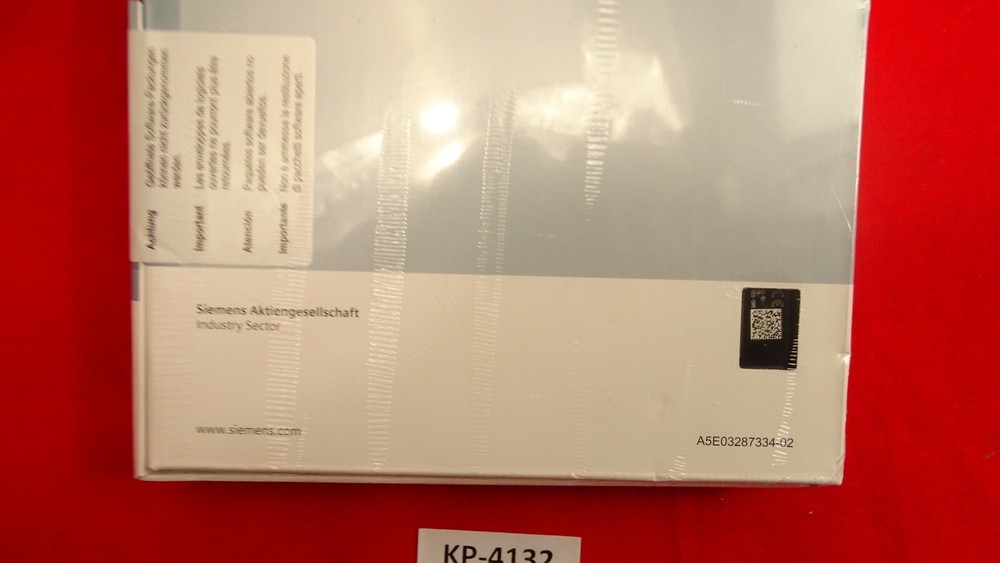 Achtung
Geöffnete Software-Packungen
können nicht zurückgenommen
werden.
Important
Les enveloppes de logiciels
ouvertes ne pourront plus être
retournées.
Atención
Paquetes software abiertos no
pueden ser devueltos.
Importante
Non è ammessa la restituzione
di pacchetti software aperti.
Siemens Aktiengesellschaft
Industry Sector
www.siemens.com
A5E03287334-02
KP-4132